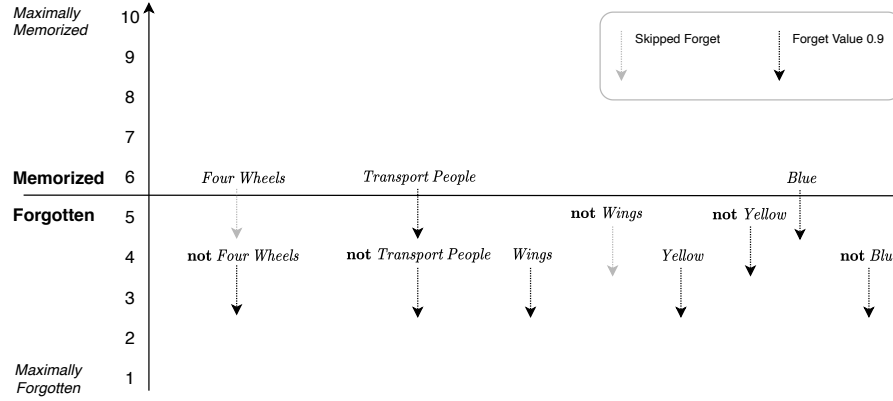 Maximally
Memorized
10
9
8
7
Skipped Forget
Forget Value 0.9
Memorized
6
Four Wheels
Transport People
Blue
Forgotten
5
not Wings
not Yellow
4
not Four Wheels
not Transport People
Wings
Yellow
not Blu
3
2
1
Maximally
Forgotten